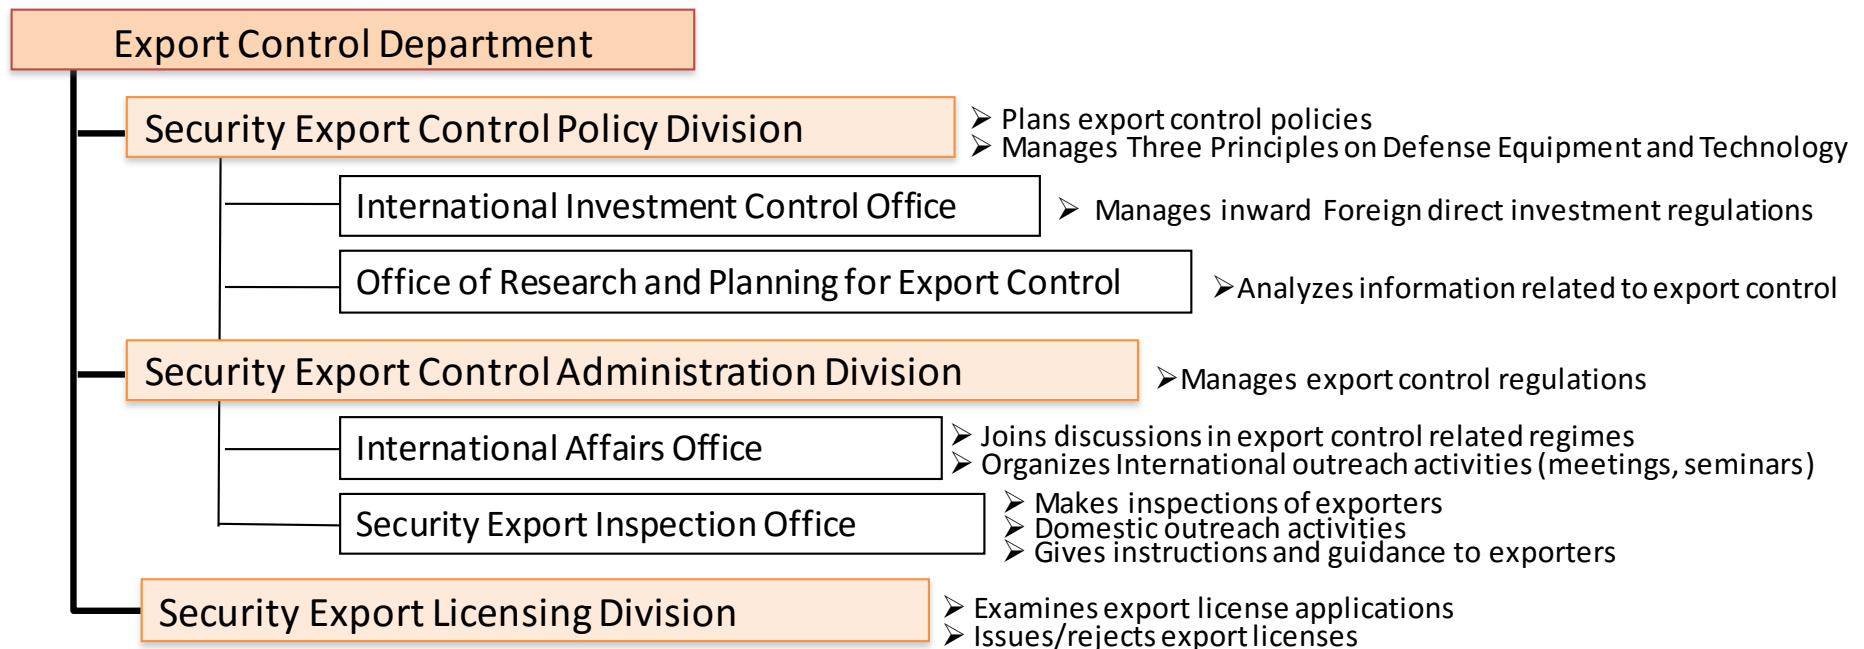 Export Control Department
Security Export Control Policy Division
➢ Plans export control policies
➢ Manages Three Principles on Defense Equipment and Technology
International Investment Control Office
➢ Manages inward Foreign direct investment regulations
Office of Research and Planning for Export Control
➢Analyzes information related to export control
Security Export Control Administration Division
➢Manages export control regulations
International Affairs Office
➢ Joins discussions in export control related regimes
➢ Organizes International outreach activities (meetings, seminars)
Security Export Inspection Office
➢ Makes inspections of exporters
➢ Domestic outreach activities
➢ Gives instructions and guidance to exporters
Security Export Licensing Division
➢ Examines export license applications
➢ Issues/rejects export licenses